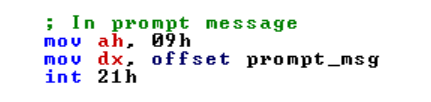 ; In prompt message
mov ah, 09h
mov dx, offset prompt_msg
int 21h